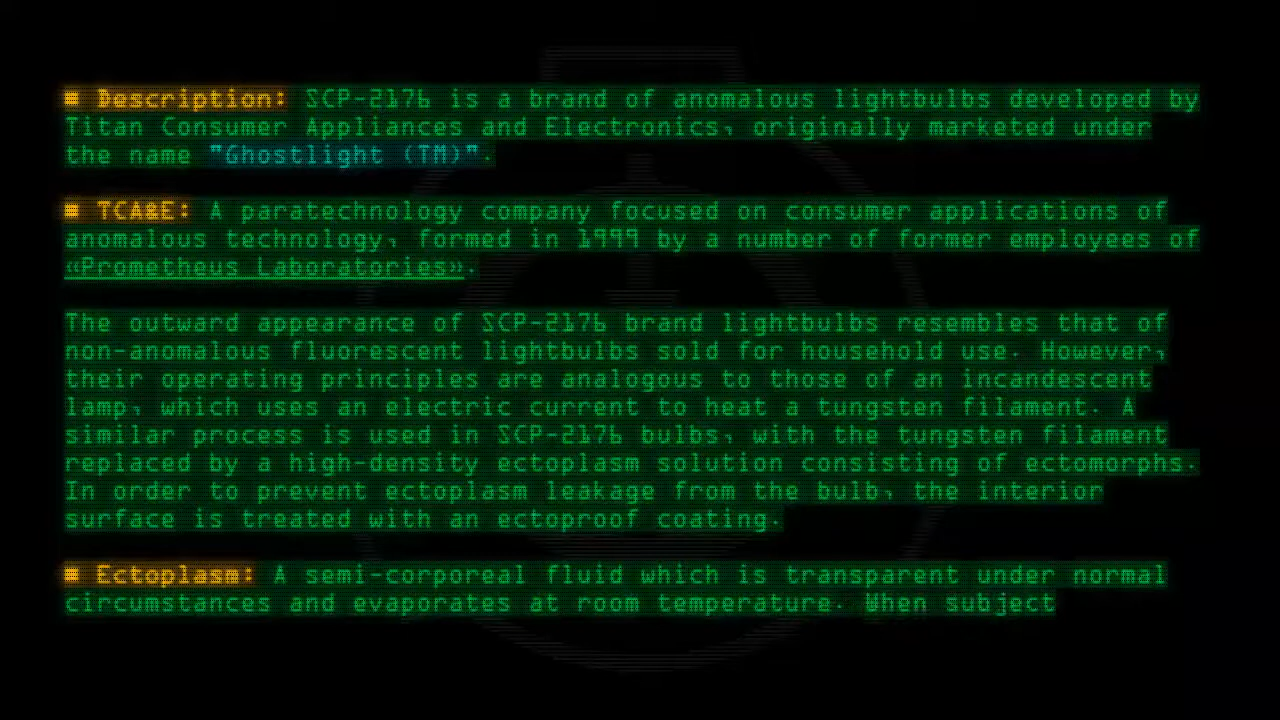 ■ Description: SCP-2176 is a brand of anomalous lightbulbs developed by
Titan Consumer Appliances and Electronics, originally marketed under
the name "Ghostlight (TM)".
■ TCA&E: A paratechnology company focused on consumer applications of
anomalous technology, formed in 1999 by a number of former employees of
«Prometheus Laboratories».
The outward appearance of SCP-2176 brand lightbulbs resembles that of
non-anomalous fluorescent lightbulbs sold for household use. However,
their operating principles are analogous to those of an incandescent
lamp, which uses an electric current to heat a tungsten filament. A
similar process is used in SCP-2176 bulbs, with the tungsten filament
replaced by a high-density ectoplasm solution consisting of ectomorphs.
In order to prevent ectoplasm leakage from the bulb, the interior
surface is treated with an ectoproof coating.
■ Ectoplasm: A semi-corporeal fluid which is transparent under normal
circumstances and evaporates at room temperature. When subject